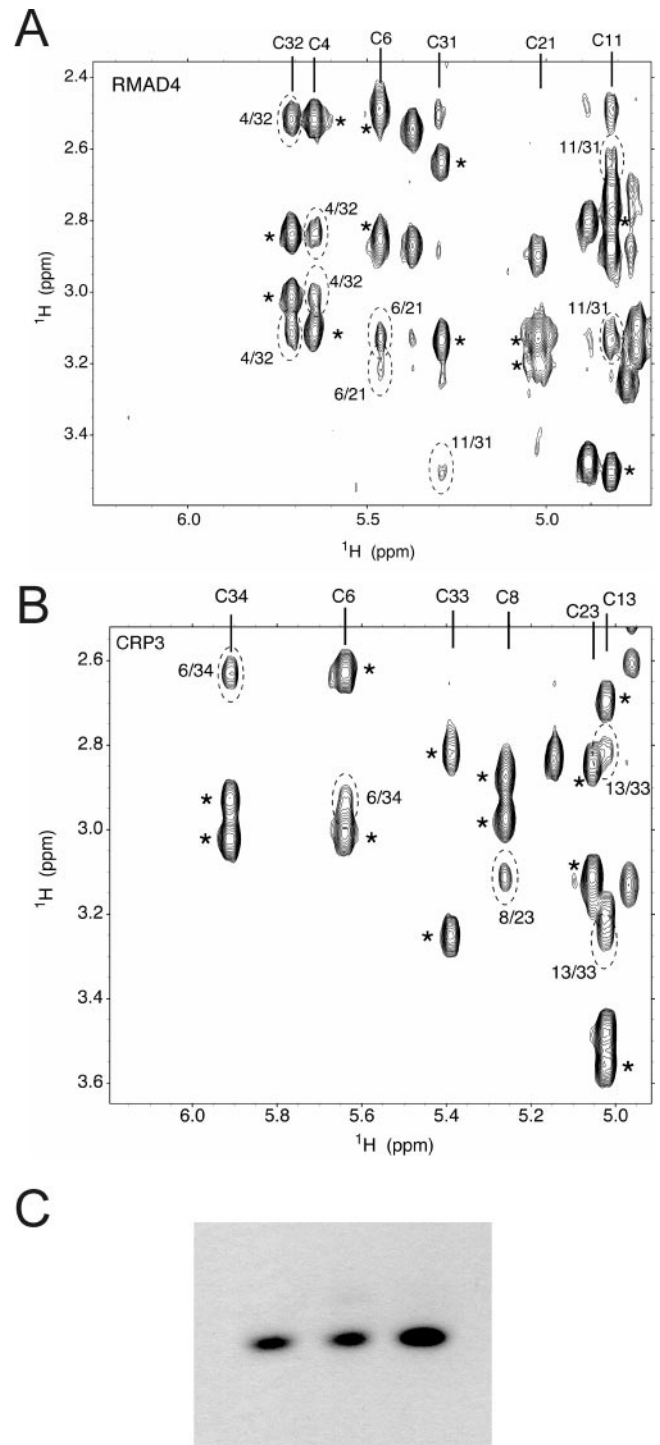 A
C32 C4 C6 C31 C21 C11
RMAD4
2.4
2.6
2.8
3.0
3.2
3.4
¹H (ppm)
4/32 *
* 11/31
*
* 4/32 * *
* 4/32 6/21 11/31
4/32 * * *
6/21 *
11/31 *
6.0 5.5 5.0
¹H (ppm)
B
C34 C6 C33 C8 C23 C13
CRP3
2.6
2.8
3.0
3.2
3.4
3.6
¹H (ppm)
6/34 *
*
* * *
* 6/34 * 13/33
* * *
8/23
* 13/33
*
6.0 5.8 5.6 5.4 5.2 5.0
¹H (ppm)
C